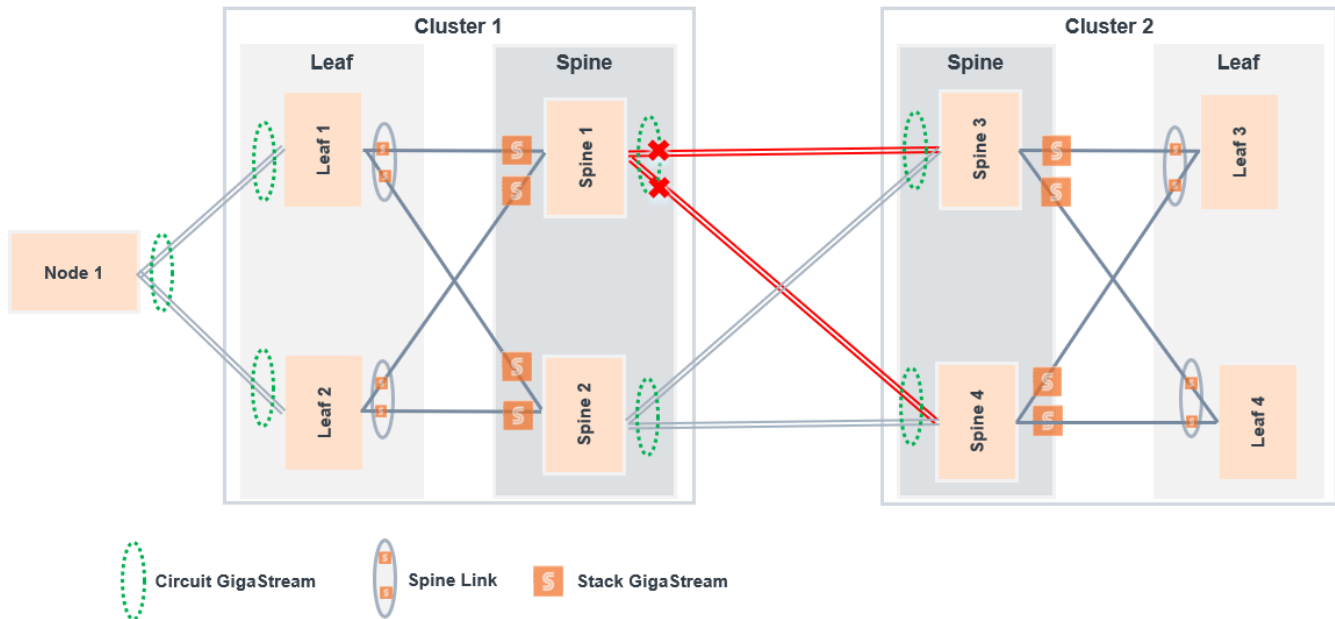 Cluster 1
Cluster 2
Leaf
Spine
Spine
Leaf
Leaf 1
Spine 1
Spine 3
Leaf 3
Node 1
Leaf 2
Spine 2
Spine 4
Leaf 4
Circuit GigaStream
Spine Link
Stack GigaStream